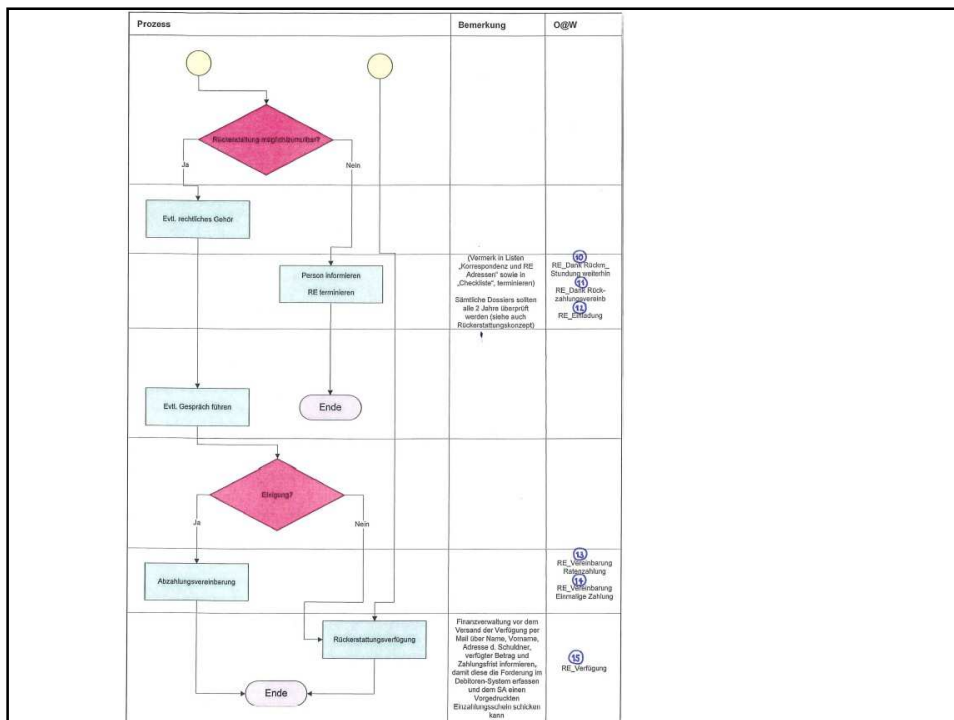 Prozess
Bemerkung
O@W
Rückerstattung möglich/zumutbar?
Ja
Nein
Evtl. rechtliches Gehör
Person informieren
RE terminieren
(Vermerk in Listen
„Korrespondenz und RE
Adressen“ sowie in
„Checkliste“, terminieren)
Sämtliche Dossiers sollten
alle 2 Jahre überprüft
werden (siehe auch
Rückerstattungskonzept)
10
RE_Dank Rückm_
Stundung weiterhin
11
RE_Dank Rück-
zahlungsvereinb
12
RE_Einladung
Evtl. Gespräch führen
Ende
Einigung?
Ja
Nein
Abzahlungsvereinbarung
13
RE_Vereinbarung
Ratenzahlung
14
RE_Vereinbarung
Einmalige Zahlung
Rückerstattungsverfügung
Finanzverwaltung vor dem
Versand der Verfügung per
Mail über Name, Vorname,
Adresse d. Schuldner,
verfügter Betrag und
Zahlungsfrist informieren,
damit diese die Forderung im
Debitoren-System erfassen
und dem SA einen
Vorgedruckten
Einzahlungsschein schicken
kann
15
RE_Verfügung
Ende